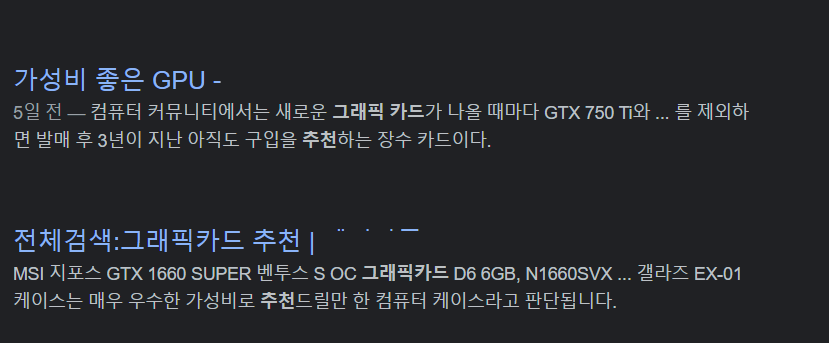 가성비 좋은 GPU -
5일 전 — 컴퓨터 커뮤니티에서는 새로운 그래픽 카드가 나올 때마다 GTX 750 Ti와 ... 를 제외하
면 발매 후 3년이 지난 아직도 구입을 추천하는 장수 카드이다.
전체검색:그래픽카드 추천 |
MSI 지포스 GTX 1660 SUPER 벤투스 S OC 그래픽카드 D6 6GB, N1660SVX ... 갤라즈 EX-01
케이스는 매우 우수한 가성비로 추천드릴만 한 컴퓨터 케이스라고 판단됩니다.